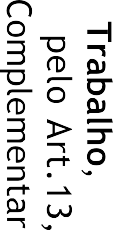 Trabalho,
pelo Art.13,
Complementar